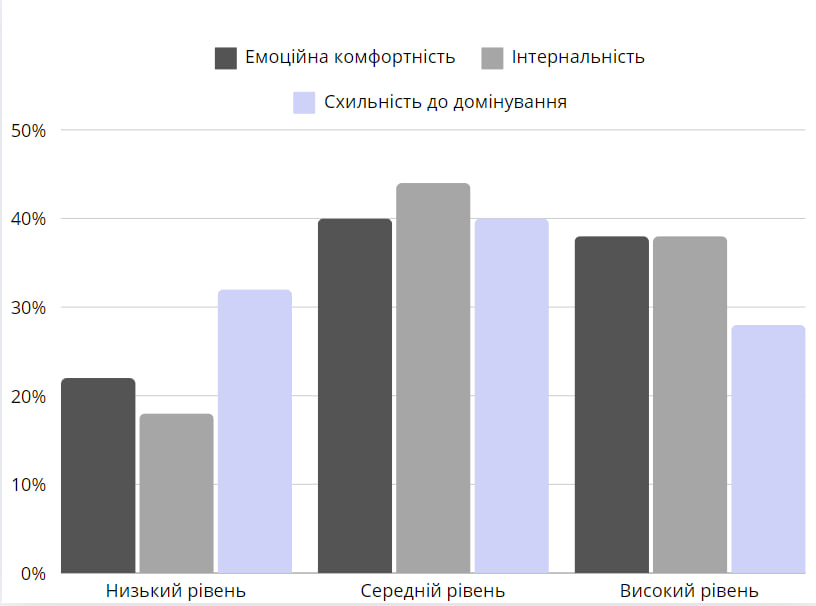 Емоційна комфортність Інтернальність
Схильність до домінування
50%
40%
30%
20%
10%
0%
Низький рівень Середній рівень Високий рівень